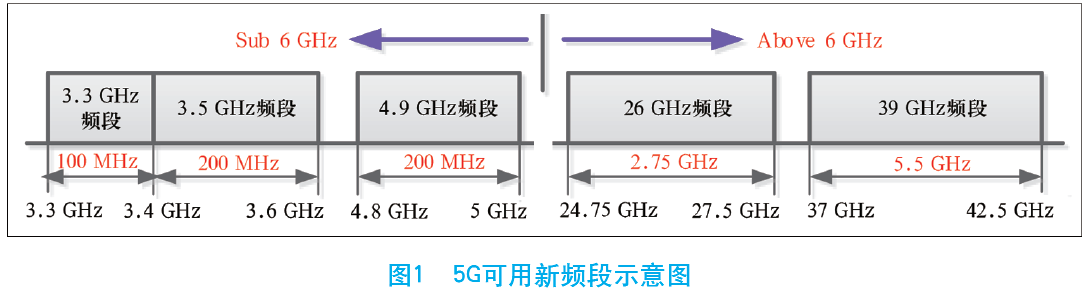 Sub 6 GHz
Above 6 GHz
3.3 GHz
频段
3.5 GHz频段
4.9 GHz频段
26 GHz频段
39 GHz频段
100 MHz
200 MHz
200 MHz
2.75 GHz
5.5 GHz
3.3 GHz
3.4 GHz
3.6 GHz
4.8 GHz
5 GHz
24.75 GHz
27.5 GHz
37 GHz
42.5 GHz
图1 5G可用新频段示意图